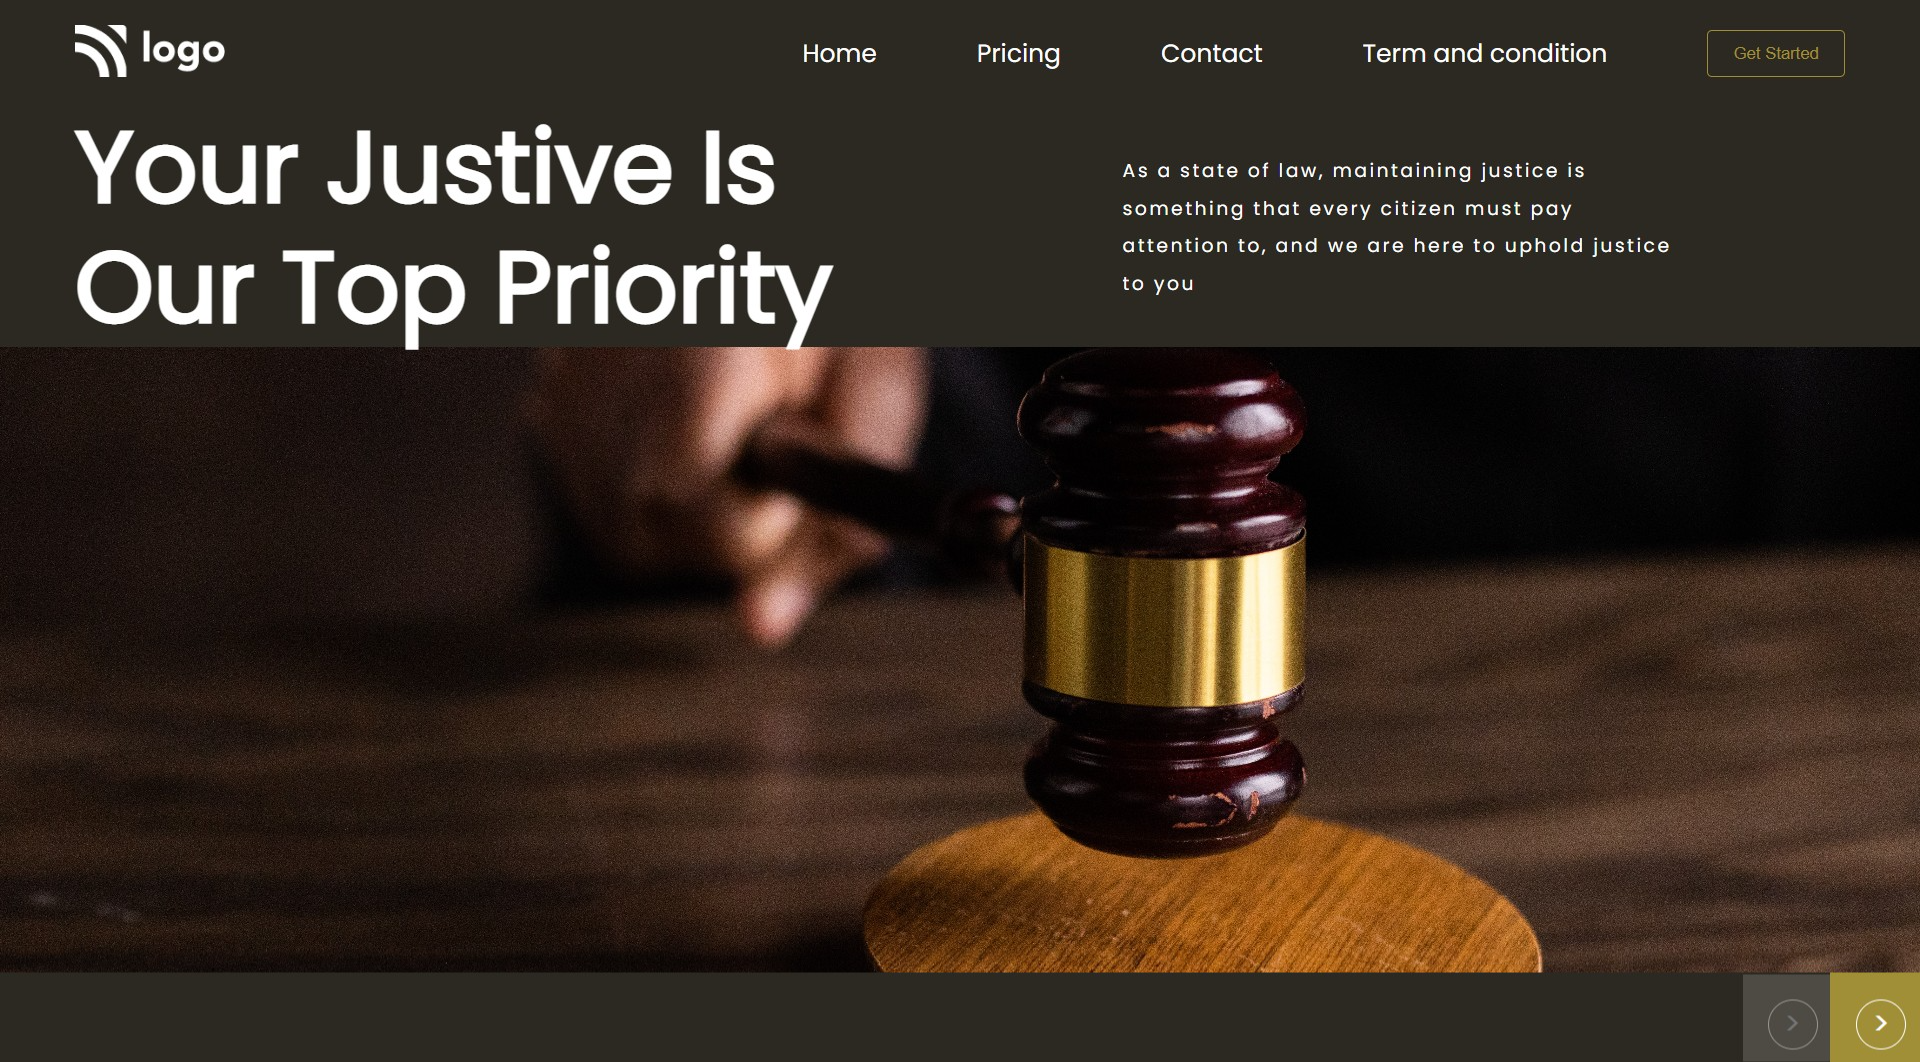 logo
Home Pricing Contact Term and condition Get Started
Your Justive Is
Our Top Priority
As a state of law, maintaining justice is
something that every citizen must pay
attention to, and we are here to uphold justice
to you